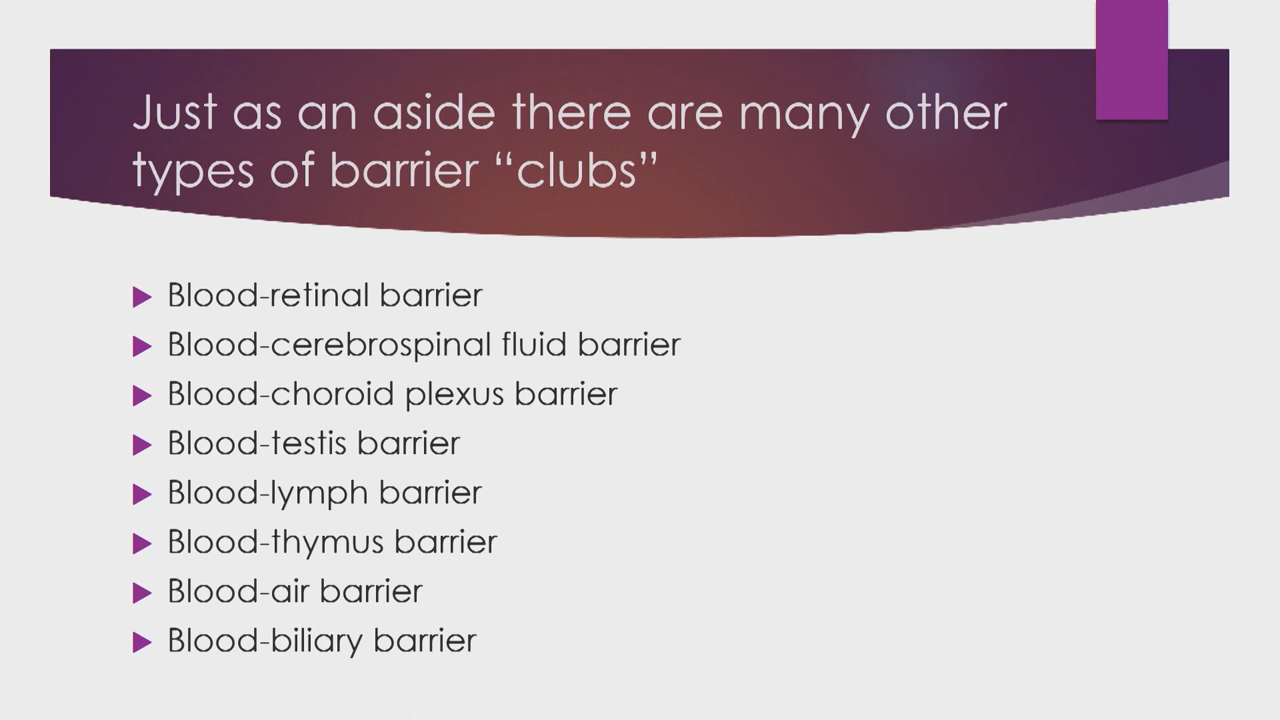 Just as an aside there are many other
types of barrier “clubs”
Blood-retinal barrier
Blood-cerebrospinal fluid barrier
Blood-choroid plexus barrier
Blood-testis barrier
Blood-lymph barrier
Blood-thymus barrier
Blood-air barrier
Blood-biliary barrier